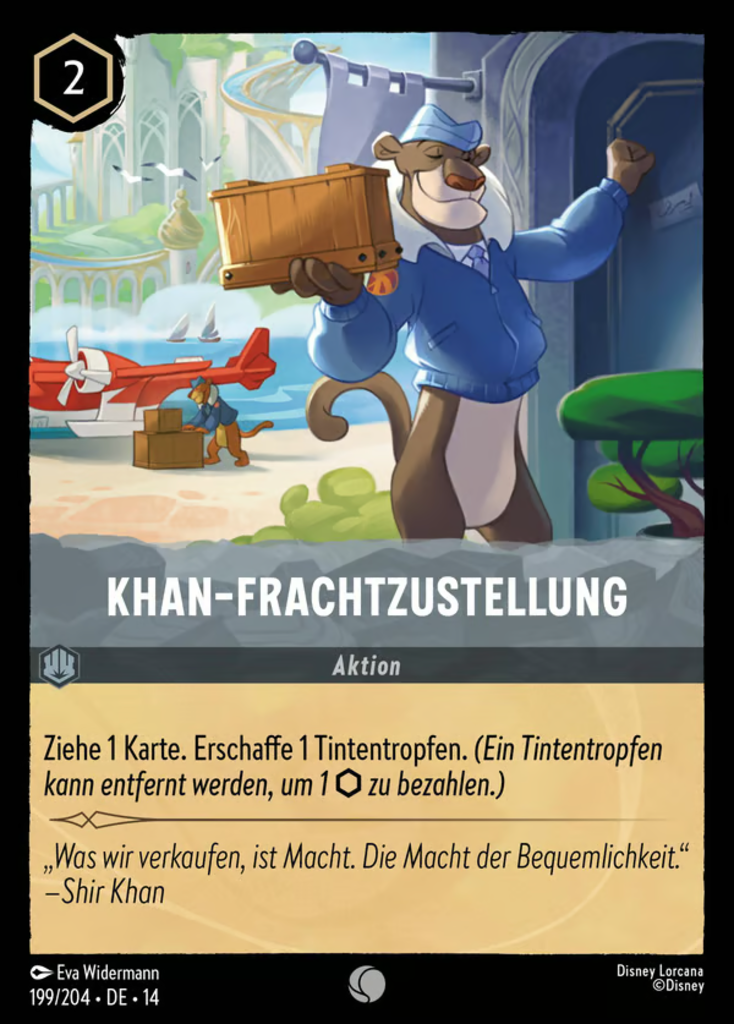 2
KHAN-FRACHTZUSTELLUNG
Aktion
Ziehe 1 Karte. Erschaffe 1 Tintentropfen. (Ein Tintentropfen
kann entfernt werden, um 1 ⬡ zu bezahlen.)
„Was wir verkaufen, ist Macht. Die Macht der Bequemlichkeit.“
–Shir Khan
Eva Widermann
199/204 • DE • 14
Disney Lorcana
©Disney